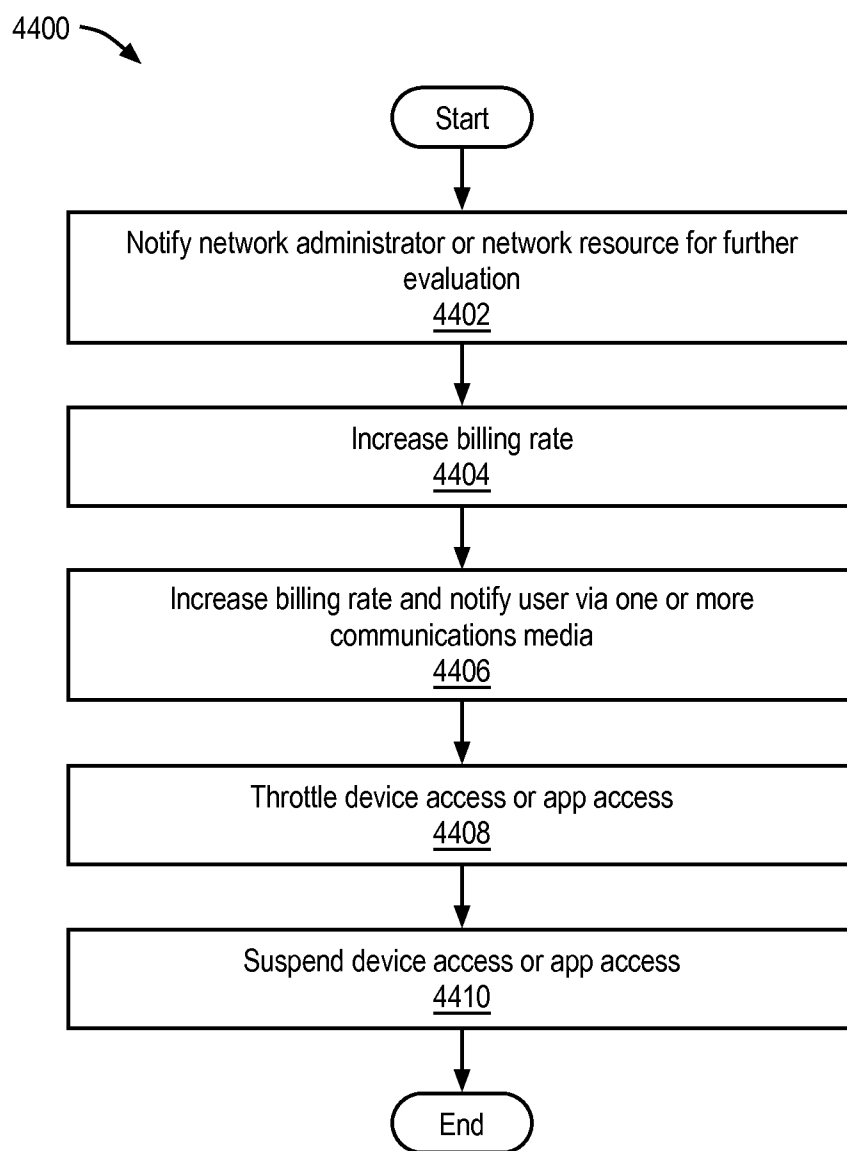 4400
Start
Notify network administrator or network resource for further
evaluation
4402
Increase billing rate
4404
Increase billing rate and notify user via one or more
communications media
4406
Throttle device access or app access
4408
Suspend device access or app access
4410
End